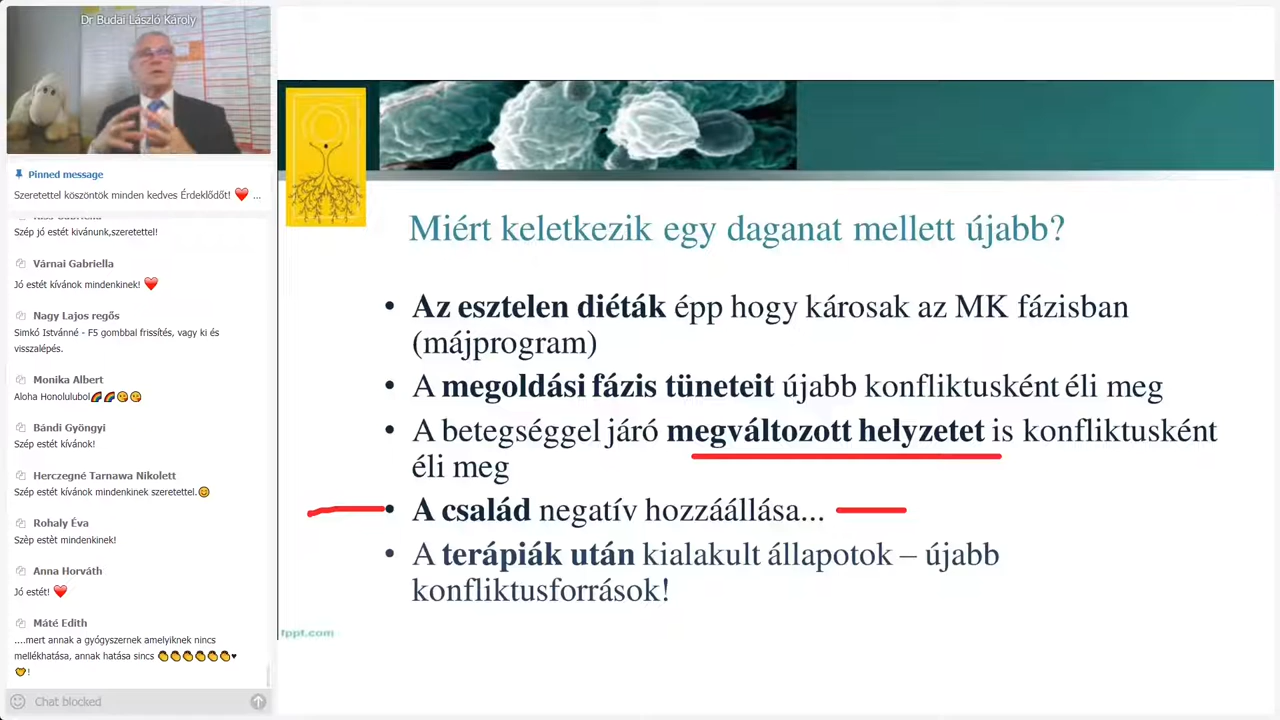 Dr Budai László Károly
Pinned message
Szeretettel köszöntök minden kedves Érdeklődőt! ❤️ ...
Szép jó estét kivánunk,szeretettel!
Várnai Gabriella
Jó estét kívánok mindenkinek! ❤️
Nagy Lajos regős
Simkó Istvánné - F5 gombbal frissítés, vagy ki és
visszalépés.
Monika Albert
Aloha Honolulubol🌈🌈😘😘
Bándi Gyöngyi
Szép estét kívánok!
Herczegné Tarnawa Nikolett
Szép estét kívánok mindenkinek szeretettel.😊
Rohaly Éva
Szèp estèt mindenkinek!
Anna Horváth
Jó estét! ❤️
Máté Edith
....mert annak a gyógyszernek amelyiknek nincs
mellékhatása, annak hatása sincs 👏👏👏👏👏👏♥
!
Chat blocked
Miért keletkezik egy daganat mellett újabb?
• Az esztelen diéták épp hogy károsak az MK fázisban
(májprogram)
• A megoldási fázis tüneteit újabb konfliktusként éli meg
• A betegséggel járó megváltozott helyzetet is konfliktusként
éli meg
• A család negatív hozzáállása...
• A terápiák után kialakult állapotok – újabb
konfliktusforrások!
fppt.com